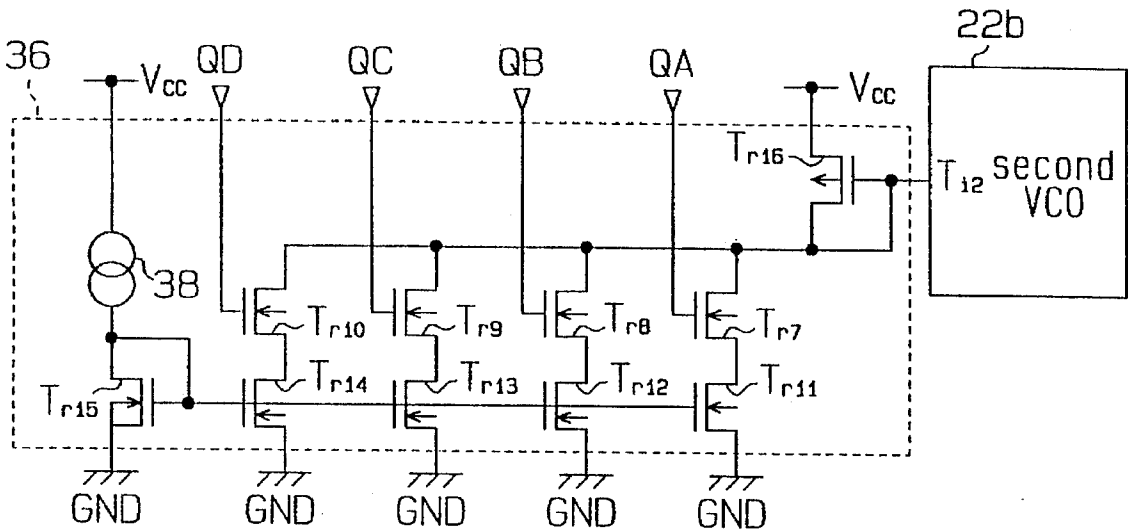 22b
36
Vcc
QD
QC
QB
QA
Vcc
Tr16
Ti2
second
VCO
38
Tr10
Tr9
Tr8
Tr7
Tr15
Tr14
Tr13
Tr12
Tr11
GND
GND
GND
GND
GND